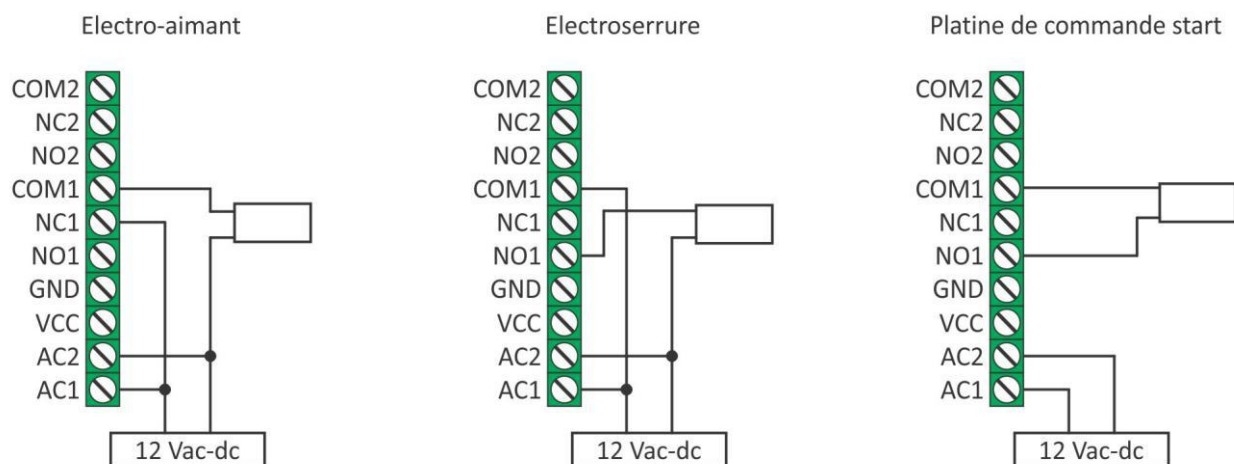 Electro-aimant
COM2
NC2
NO2
COM1
NC1
NO1
GND
VCC
AC2
AC1
12 Vac-dc
Electroserrure
COM2
NC2
NO2
COM1
NC1
NO1
GND
VCC
AC2
AC1
12 Vac-dc
Platine de commande start
COM2
NC2
NO2
COM1
NC1
NO1
GND
VCC
AC2
AC1
12 Vac-dc